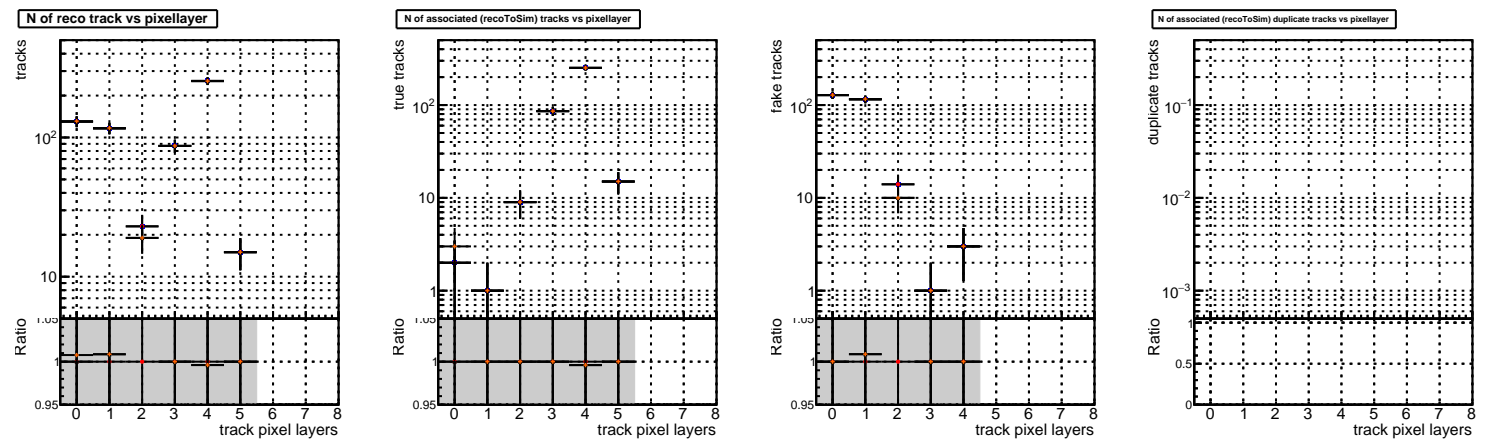 N of reco track vs pixellayer
tracks
10²
10
Ratio
1.05
1
0.95
0 1 2 3 4 5 6 7 8
track pixel layers
N of associated (recoToSim) tracks vs pixellayer
true tracks
10²
10
1
Ratio
1.05
1
0.95
0 1 2 3 4 5 6 7 8
track pixel layers
fake tracks
10²
10
1
Ratio
1.05
1
0.95
0 1 2 3 4 5 6 7 8
track pixel layers
N of associated (recoToSim) duplicate tracks vs pixellayer
duplicate tracks
10⁻¹
10⁻²
10⁻³
Ratio
1
0.5
0
0 1 2 3 4 5 6 7 8
track pixel layers